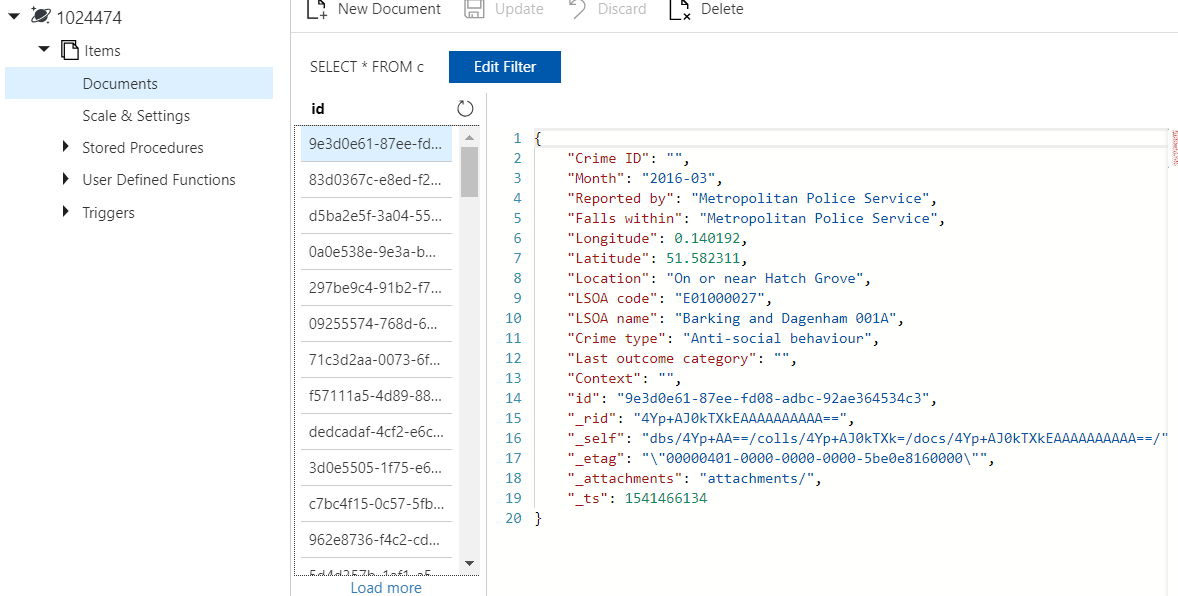 1024474
Items
Documents
Scale & Settings
Stored Procedures
User Defined Functions
Triggers
New Document Update Discard Delete
SELECT * FROM c Edit Filter
id
9e3d0e61-87ee-fd...
83d0367c-e8ed-f2...
d5ba2e5f-3a04-55...
0a0e538e-9e3a-b...
297be9c4-91b2-f7...
09255574-768d-6...
71c3d2aa-0073-6f...
f57111a5-4d89-88...
dedcadaf-4cf2-e6c...
3d0e5505-1f75-e6...
c7bc4f15-0c57-5fb...
962e8736-f4c2-cd...
Load more
1 {
2 "Crime ID": "",
3 "Month": "2016-03",
4 "Reported by": "Metropolitan Police Service",
5 "Falls within": "Metropolitan Police Service",
6 "Longitude": 0.140192,
7 "Latitude": 51.582311,
8 "Location": "On or near Hatch Grove",
9 "LSOA code": "E01000027",
10 "LSOA name": "Barking and Dagenham 001A",
11 "Crime type": "Anti-social behaviour",
12 "Last outcome category": "",
13 "Context": "",
14 "id": "9e3d0e61-87ee-fd08-adbc-92ae364534c3",
15 "_rid": "4Yp+AJ0kTXkEAAAAAAAAAA==",
16 "_self": "dbs/4Yp+AA==/colls/4Yp+AJ0kTXk=/docs/4Yp+AJ0kTXkEAAAAAAAAAA==/"
17 "_etag": "\"00000401-0000-0000-0000-5be0e8160000\"",
18 "_attachments": "attachments/",
19 "_ts": 1541466134
20 }